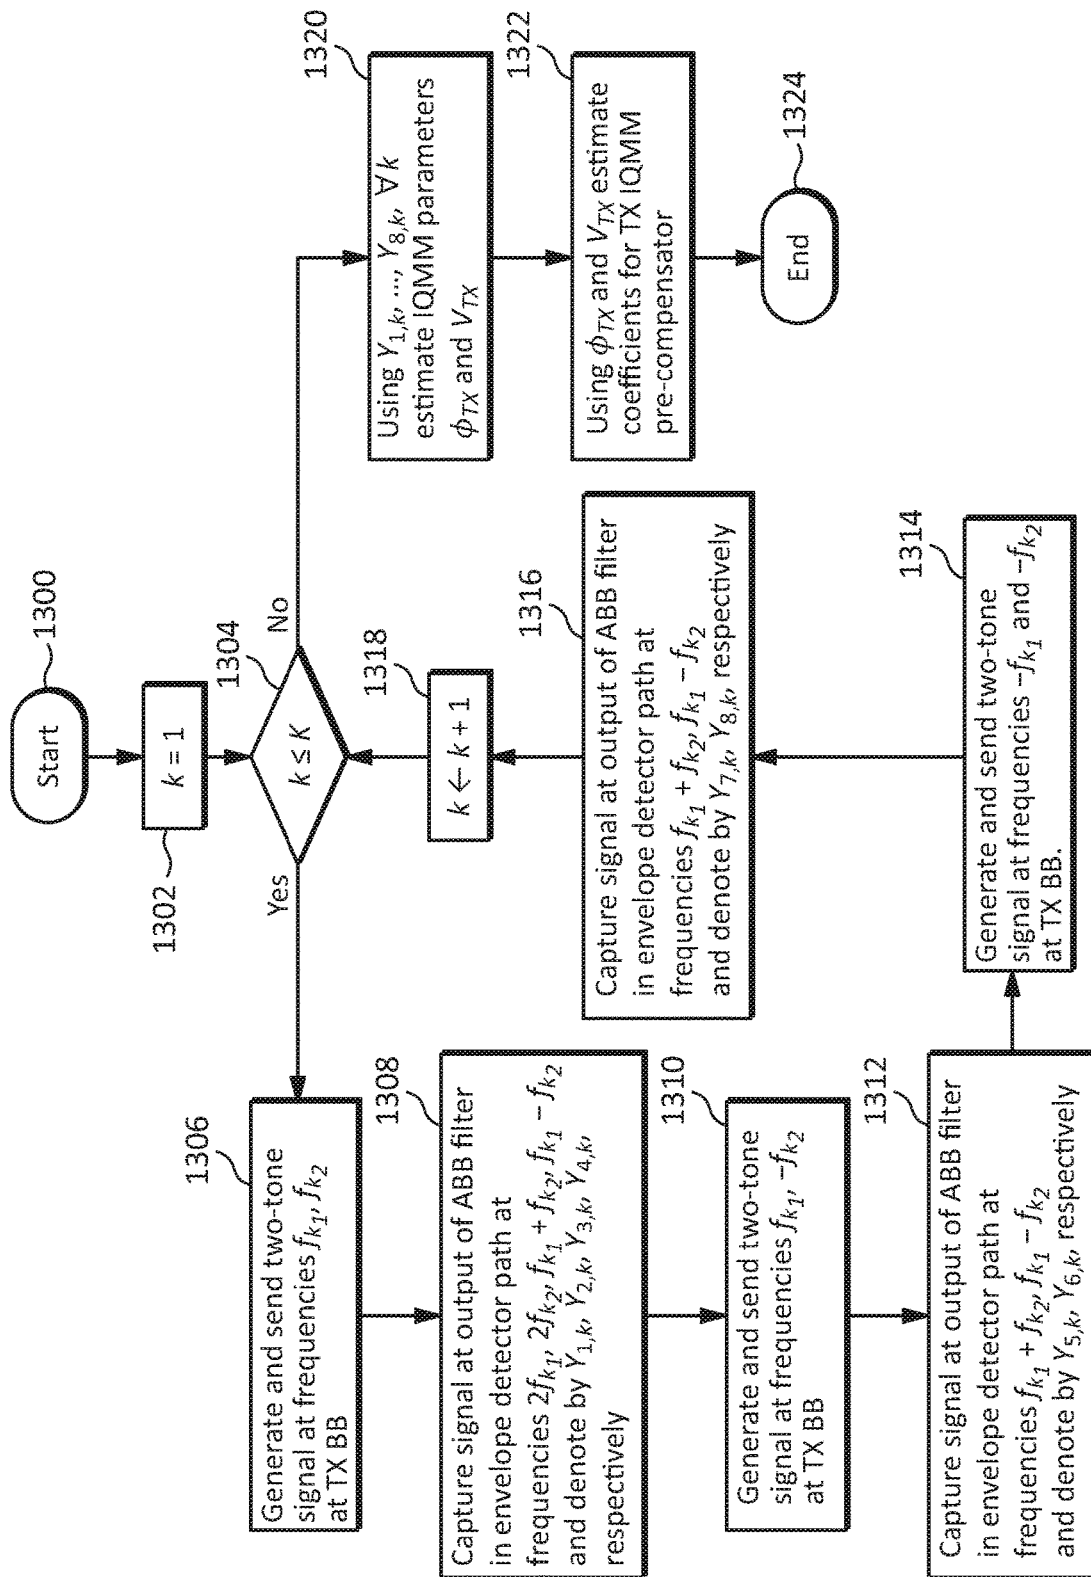 1300
Start
k = 1
1302
1304
k ≤ K
Yes
No
1306
Generate and send two-tone
signal at frequencies f_{k_1}, f_{k_2}
at TX BB
1308
Capture signal at output of ABB filter
in envelope detector path at
frequencies 2f_{k_1}, 2f_{k_2}, f_{k_1} + f_{k_2}, f_{k_1} − f_{k_2}
and denote by Y_{1,k}, Y_{2,k}, Y_{3,k}, Y_{4,k},
respectively
1310
Generate and send two-tone
signal at frequencies f_{k_1}, −f_{k_2}
at TX BB
1312
Capture signal at output of ABB filter
in envelope detector path at
frequencies f_{k_1} + f_{k_2}, f_{k_1} − f_{k_2}
and denote by Y_{5,k}, Y_{6,k}, respectively
1314
Generate and send two-tone
signal at frequencies −f_{k_1} and −f_{k_2}
at TX BB.
1316
Capture signal at output of ABB filter
in envelope detector path at
frequencies f_{k_1} + f_{k_2}, f_{k_1} − f_{k_2}
and denote by Y_{7,k}, Y_{8,k}, respectively
1318
k ← k + 1
1320
Using Y_{1,k}, ..., Y_{8,k}, ∀k
estimate IQMM parameters
ϕ_{TX} and V_{TX}
1322
Using ϕ_{TX} and V_{TX} estimate
coefficients for TX IQMM
pre-compensator
1324
End